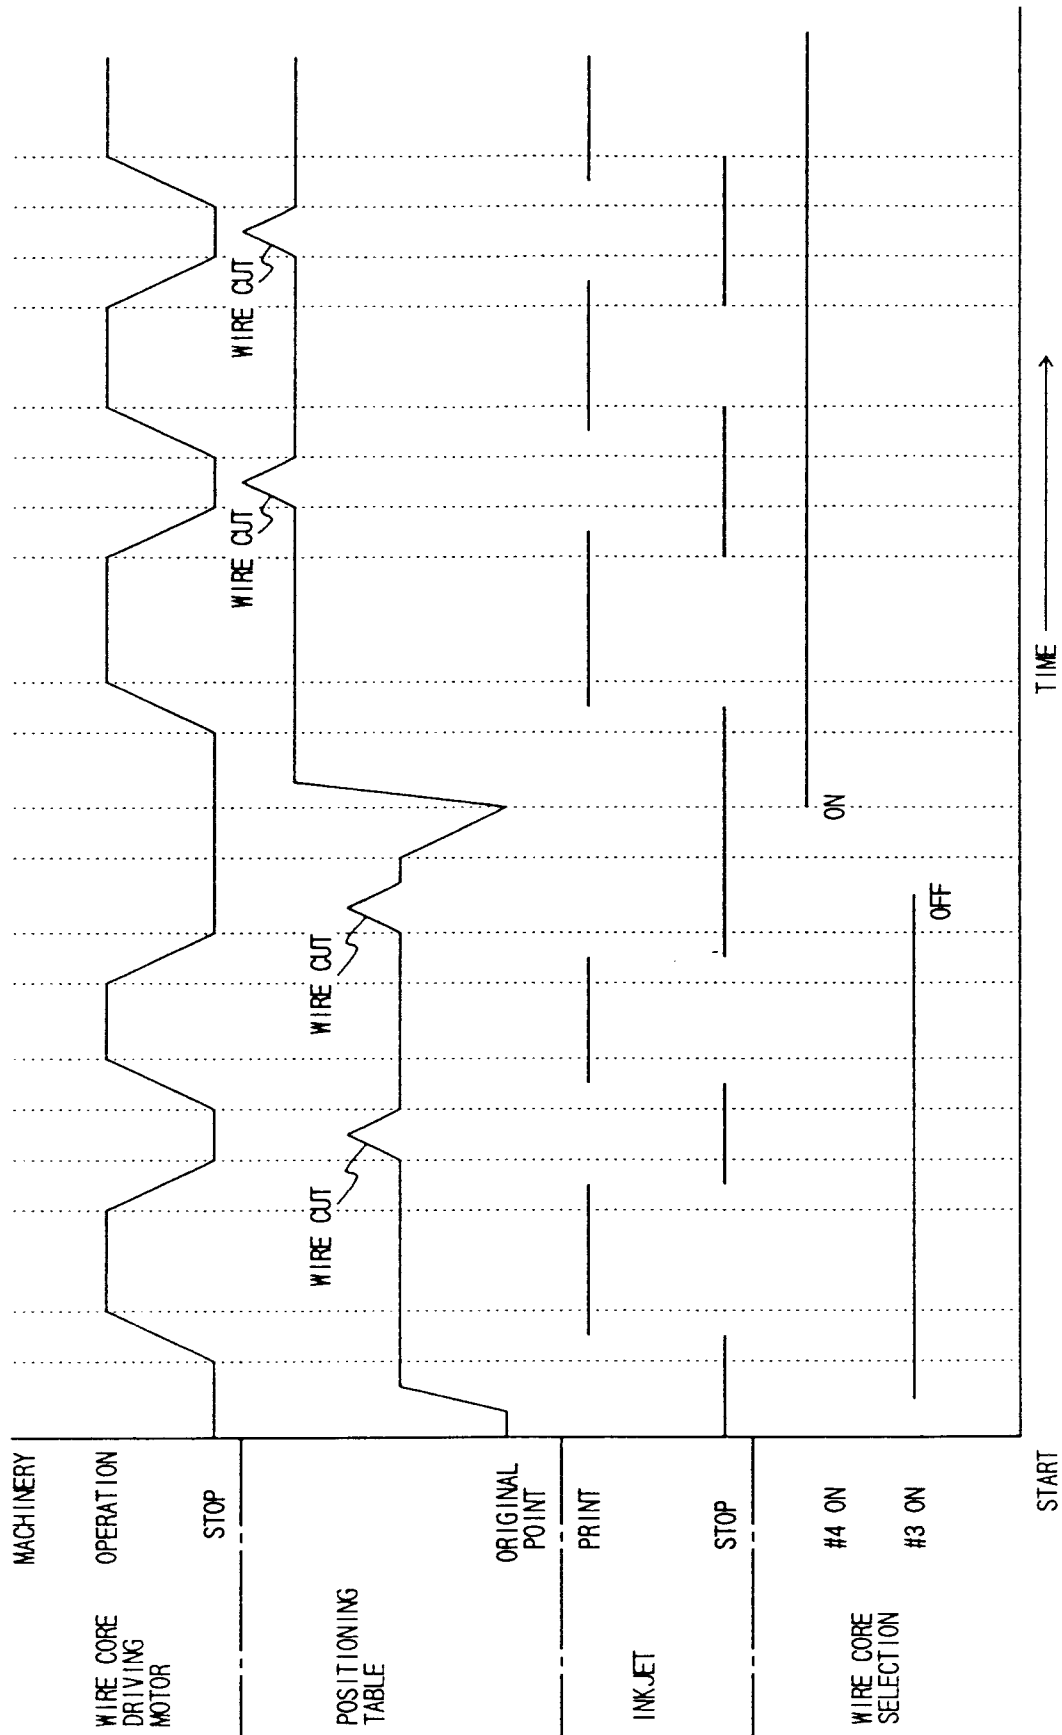 MACHINERY
WIRE CORE
DRIVING
MOTOR
OPERATION
STOP
POSITIONING
TABLE
ORIGINAL
POINT
INKJET
PRINT
STOP
WIRE CORE
SELECTION
#4 ON
#3 ON
START
WIRE CUT
WIRE CUT
WIRE CUT
WIRE CUT
OFF
ON
TIME